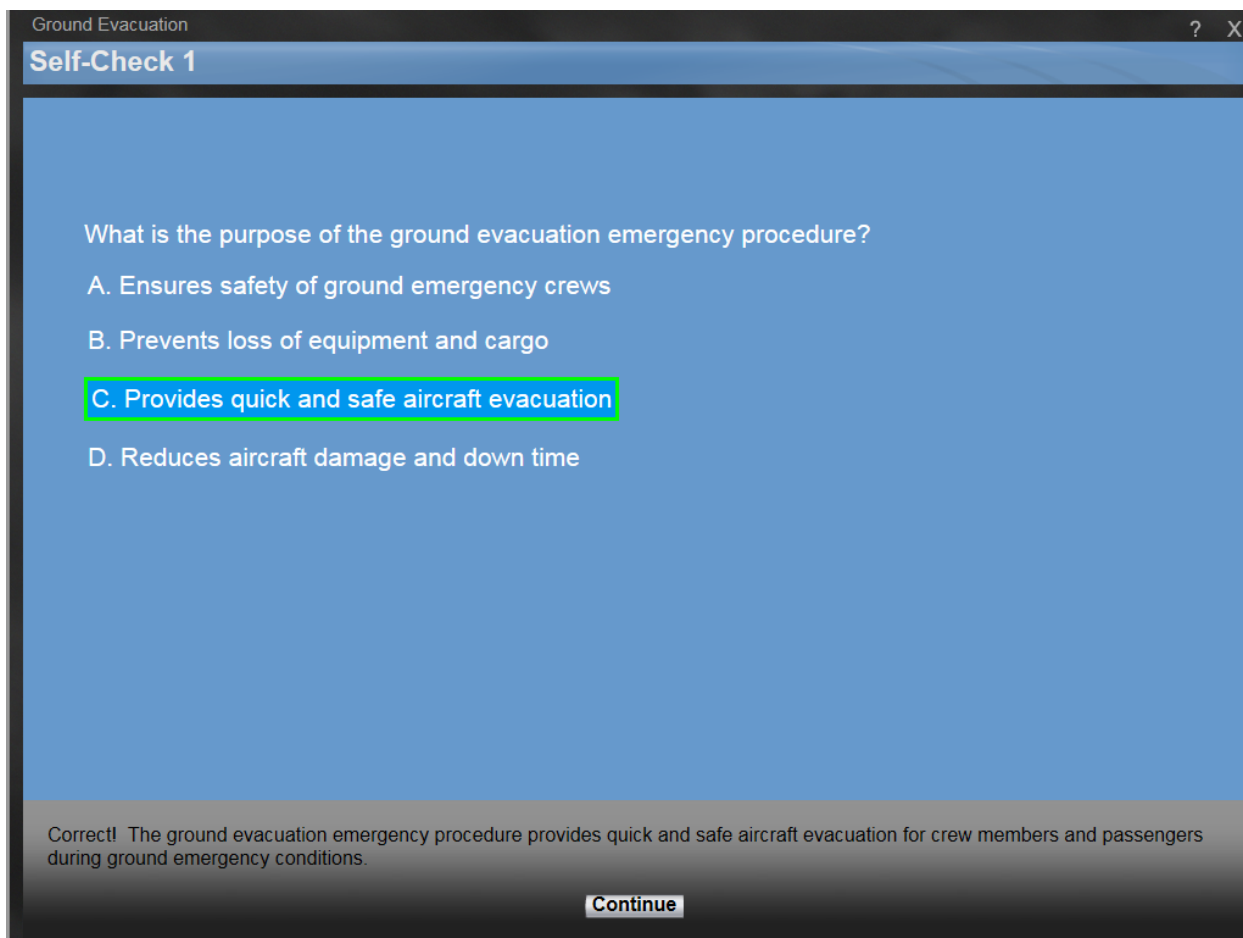 Ground Evacuation
? X
Self-Check 1
What is the purpose of the ground evacuation emergency procedure?
A. Ensures safety of ground emergency crews
B. Prevents loss of equipment and cargo
C. Provides quick and safe aircraft evacuation
D. Reduces aircraft damage and down time
Correct! The ground evacuation emergency procedure provides quick and safe aircraft evacuation for crew members and passengers
during ground emergency conditions.
Continue